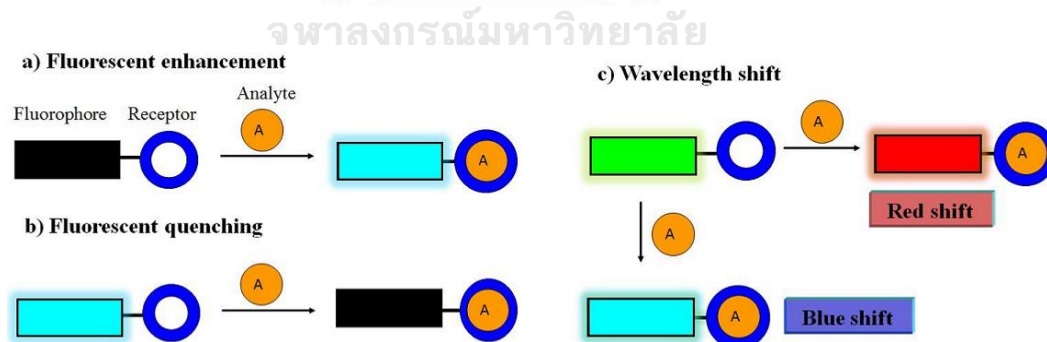 จุฬาลงกรณ์มหาวิทยาลัย
a) Fluorescent enhancement
Fluorophore Receptor Analyte
A
A
b) Fluorescent quenching
A
A
c) Wavelength shift
A
A
Red shift
A
A
Blue shift